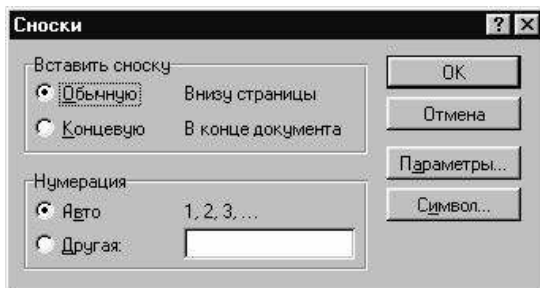 Сноски
Вставить сноску
Обычную Внизу страницы
Концевую В конце документа
Нумерация
Авто 1, 2, 3, ...
Другая:
OK
Отмена
Параметры...
Символ...